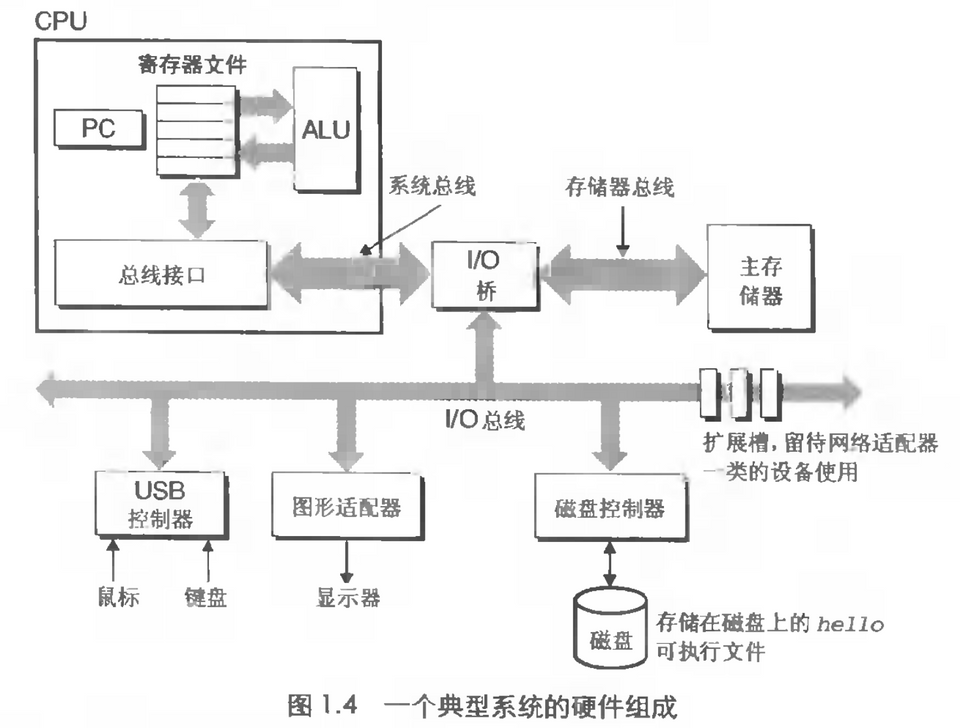 CPU
寄存器文件
PC
ALU
系统总线
存储器总线
总线接口
I/O
桥
主存
储器
I/O 总线
扩展槽，留待网络适配器
一类的设备使用
USB
控制器
图形适配器
磁盘控制器
鼠标
键盘
显示器
磁盘
存储在磁盘上的 hello
可执行文件
图 1.4 一个典型系统的硬件组成